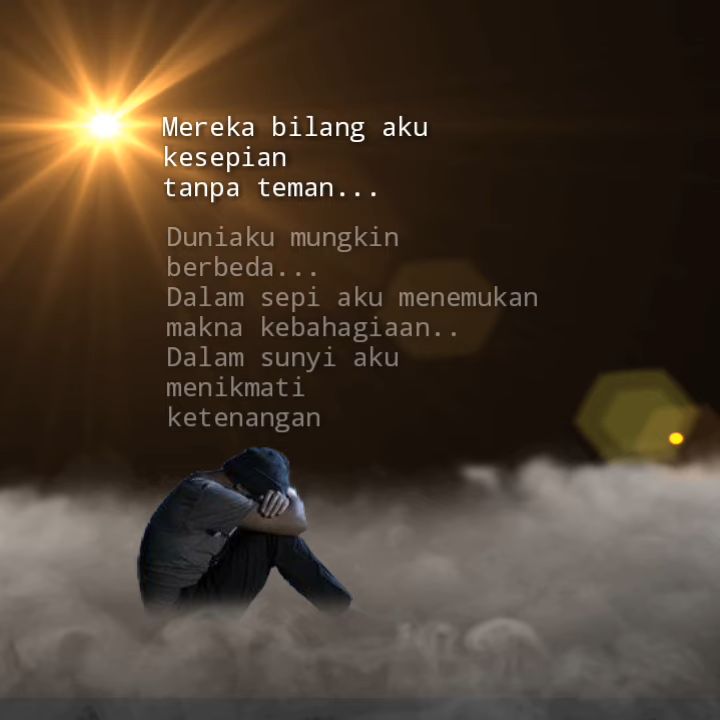 Mereka bilang aku
kesepian
tanpa teman...
Duniaku mungkin
berbeda...
Dalam sepi aku menemukan
makna kebahagiaan..
Dalam sunyi aku
menikmati
ketenangan